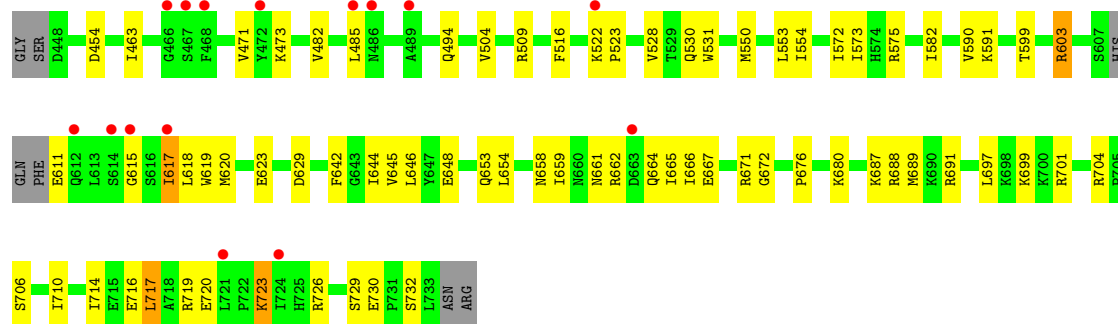 GLY SER D448 D454 I463 G466 S467 F468 V471 Y472 K473 V482 L485 N486 A489 Q494 V504 R509 F516 K522 P523 V528 T529 Q530 W531 M550 L553 I554 I572 I573 H574 R575 I582 V590 K591 T599 R603 S607 HIS
GLN PHE E611 Q612 L613 S614 G615 S616 I617 L618 W619 M620 E623 D629 F642 G643 I644 V645 L646 Y647 E648 Q653 L654 N658 I659 N660 N661 R662 D663 Q664 I665 I666 E667 R671 G672 P676 K680 K687 R688 M689 K690 R691 L697 K698 K699 K700 R701 R704 P705
S706 I710 I714 E715 E716 L717 A718 R719 E720 L721 P722 K723 I724 H725 R726 S729 E730 P731 S732 L733 ASN ARG